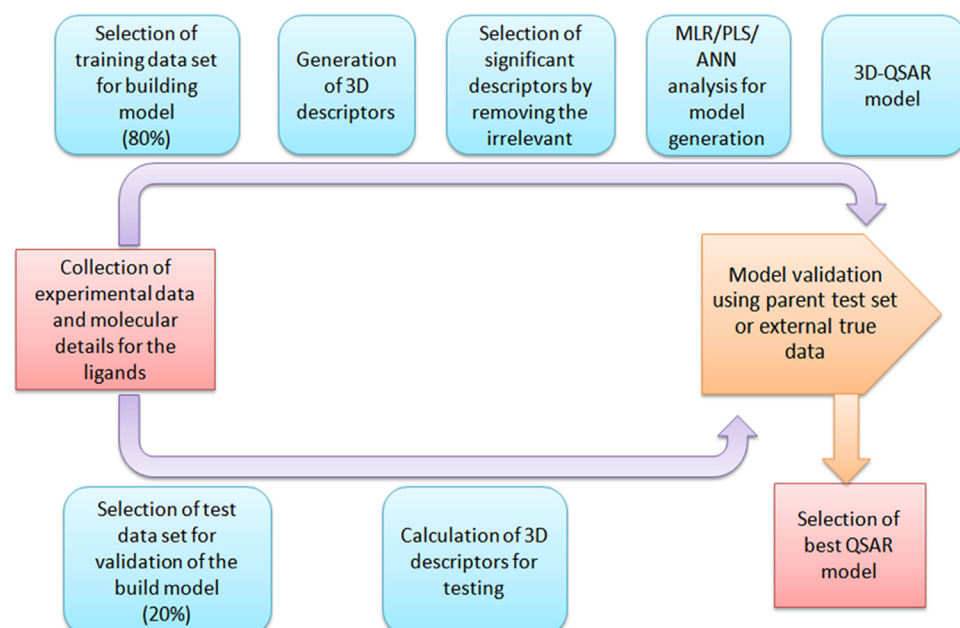 Selection of
training data set
for building
model
(80%)
Generation
of 3D
descriptors
Selection of
significant
descriptors by
removing the
irrelevant
MLR/PLS/
ANN
analysis for
model
generation
3D-QSAR
model
Collection of
experimental data
and molecular
details for the
ligands
Model validation
using parent test set
or external true
data
Selection of test
data set for
validation of the
build model
(20%)
Calculation of 3D
descriptors for
testing
Selection of
best QSAR
model